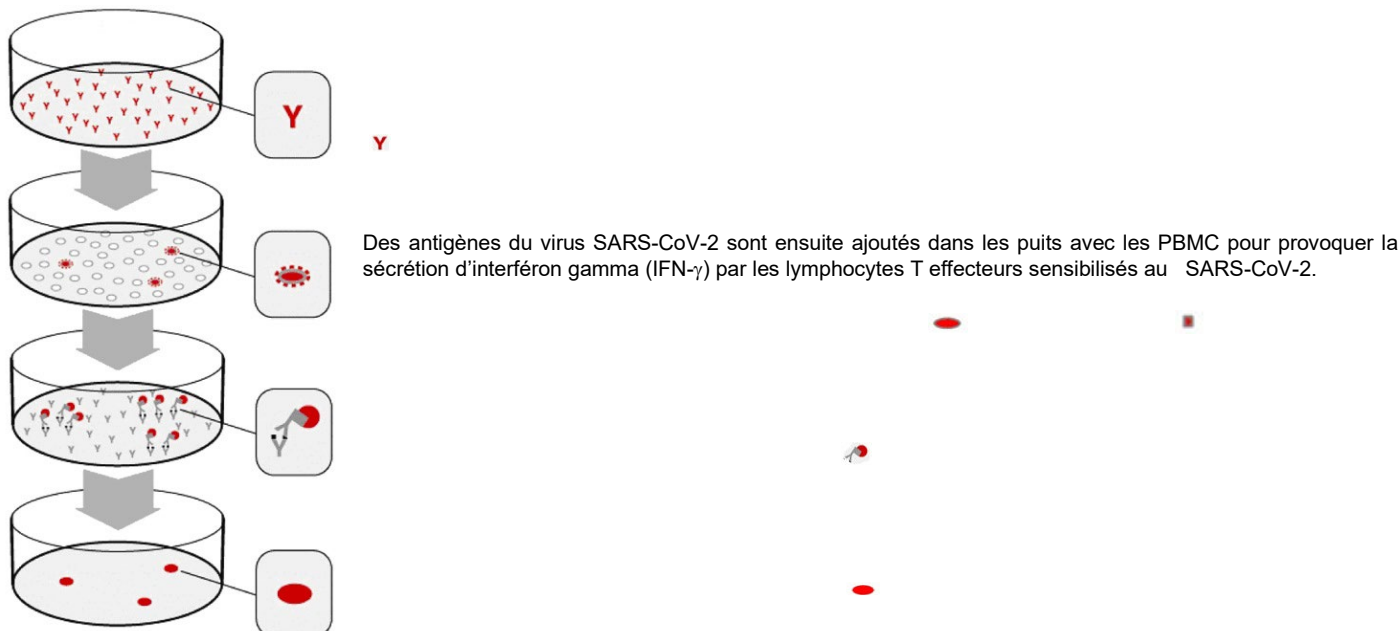 Des antigènes du virus SARS-CoV-2 sont ensuite ajoutés dans les puits avec les PBMC pour provoquer la
sécrétion d’interféron gamma (IFN-γ) par les lymphocytes T effecteurs sensibilisés au SARS-CoV-2.